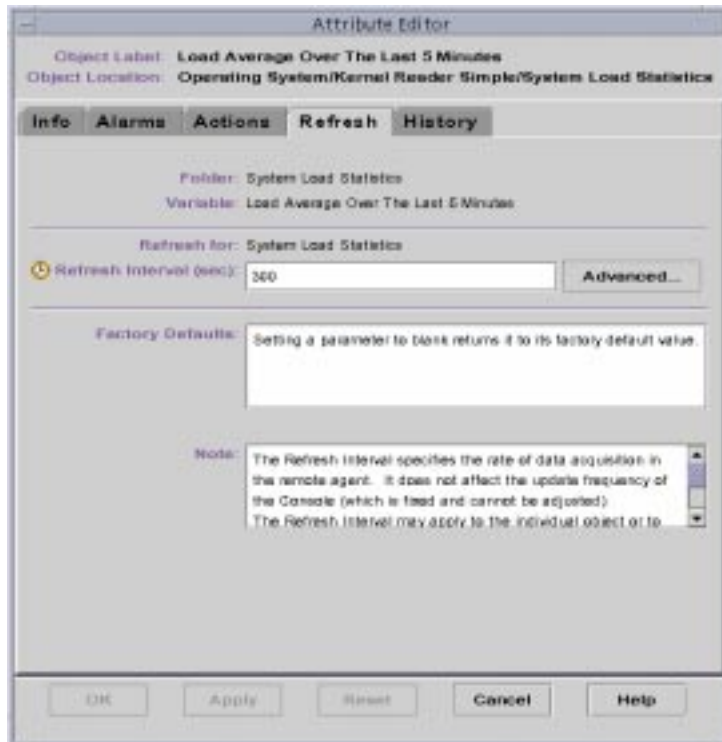 Attribute Editor
Object Label: Load Average Over The Last 5 Minutes
Object Location: Operating System/Kernel Reader Simple/System Load Statistics
Info Alarms Actions Refresh History
Folder: System Load Statistics
Variable: Load Average Over The Last 5 Minutes
Refresh for: System Load Statistics
Refresh Interval (sec): 300 Advanced...
Factory Defaults: Setting a parameter to blank returns it to its factory default value.
Note: The Refresh Interval specifies the rate of data acquisition in
the remote agent. It does not affect the update frequency of
the Console (which is fixed and cannot be adjusted)
The Refresh Interval may apply to the individual object or to
OK Apply Reset Cancel Help